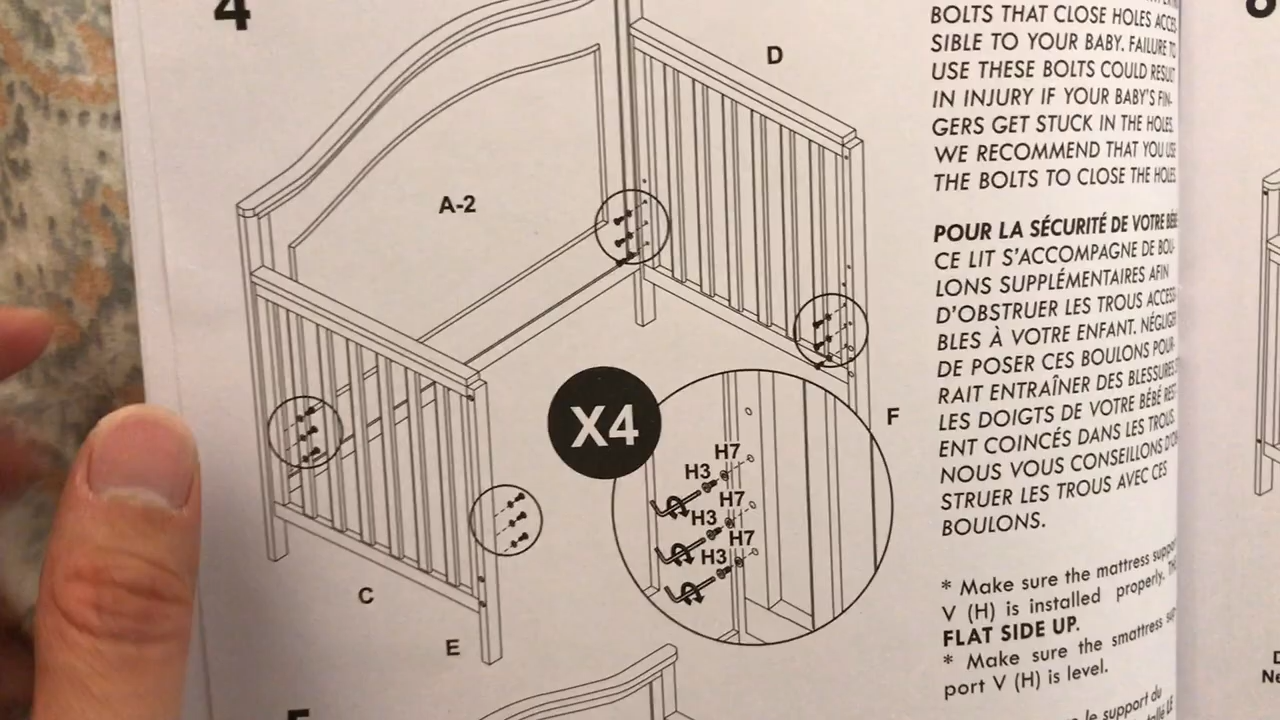 4
D
A-2
X4
F
H7
H3
H7
H3
H7
H3
C
E
BOLTS THAT CLOSE HOLES ACCES-
SIBLE TO YOUR BABY. FAILURE TO
USE THESE BOLTS COULD RESULT
IN INJURY IF YOUR BABY'S FIN-
GERS GET STUCK IN THE HOLES.
WE RECOMMEND THAT YOU USE
THE BOLTS TO CLOSE THE HOLES
POUR LA SÉCURITÉ DE VOTRE BÉBÉ
CE LIT S'ACCOMPAGNE DE BOU-
LONS SUPPLÉMENTAIRES AFIN
D'OBSTRUER LES TROUS ACCESSI-
BLES À VOTRE ENFANT. NÉGLIGER
DE POSER CES BOULONS POUR-
RAIT ENTRAÎNER DES BLESSURES
LES DOIGTS DE VOTRE BÉBÉ REST-
ENT COINCÉS DANS LES TROUS.
NOUS VOUS CONSEILLONS D'OB-
STRUER LES TROUS AVEC CES
BOULONS.
* Make sure the mattress support
V (H) is installed properly.
FLAT SIDE UP.
* Make sure the smattress sup-
port V (H) is level.
le support du